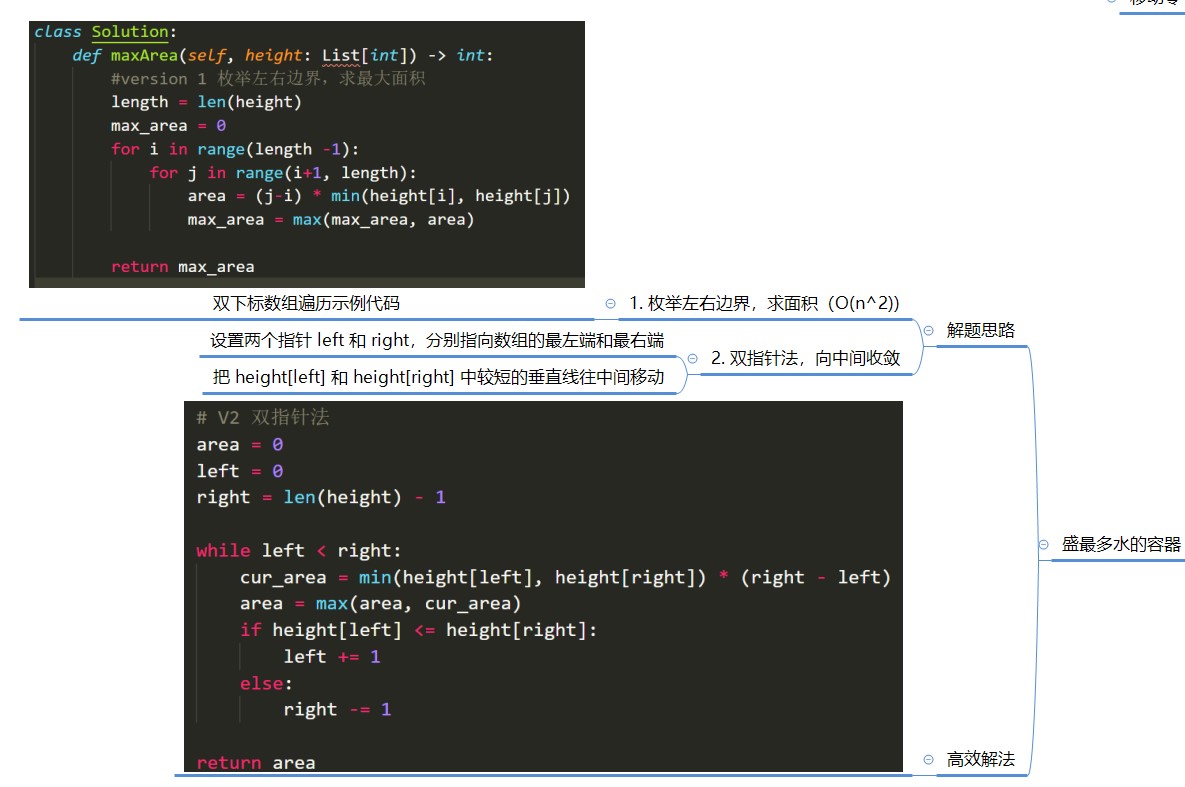 移动零
class Solution:
def maxArea(self, height: List[int]) -> int:
#version 1 枚举左右边界，求最大面积
length = len(height)
max_area = 0
for i in range(length -1):
for j in range(i+1, length):
area = (j-i) * min(height[i], height[j])
max_area = max(max_area, area)
return max_area
双下标数组遍历示例代码
1. 枚举左右边界，求面积（O(n^2))
解题思路
设置两个指针 left 和 right，分别指向数组的最左端和最右端
2. 双指针法，向中间收敛
把 height[left] 和 height[right] 中较短的垂直线往中间移动
# V2 双指针法
area = 0
left = 0
right = len(height) - 1
while left < right:
cur_area = min(height[left], height[right]) * (right - left)
area = max(area, cur_area)
if height[left] <= height[right]:
left += 1
else:
right -= 1
return area
盛最多水的容器
高效解法